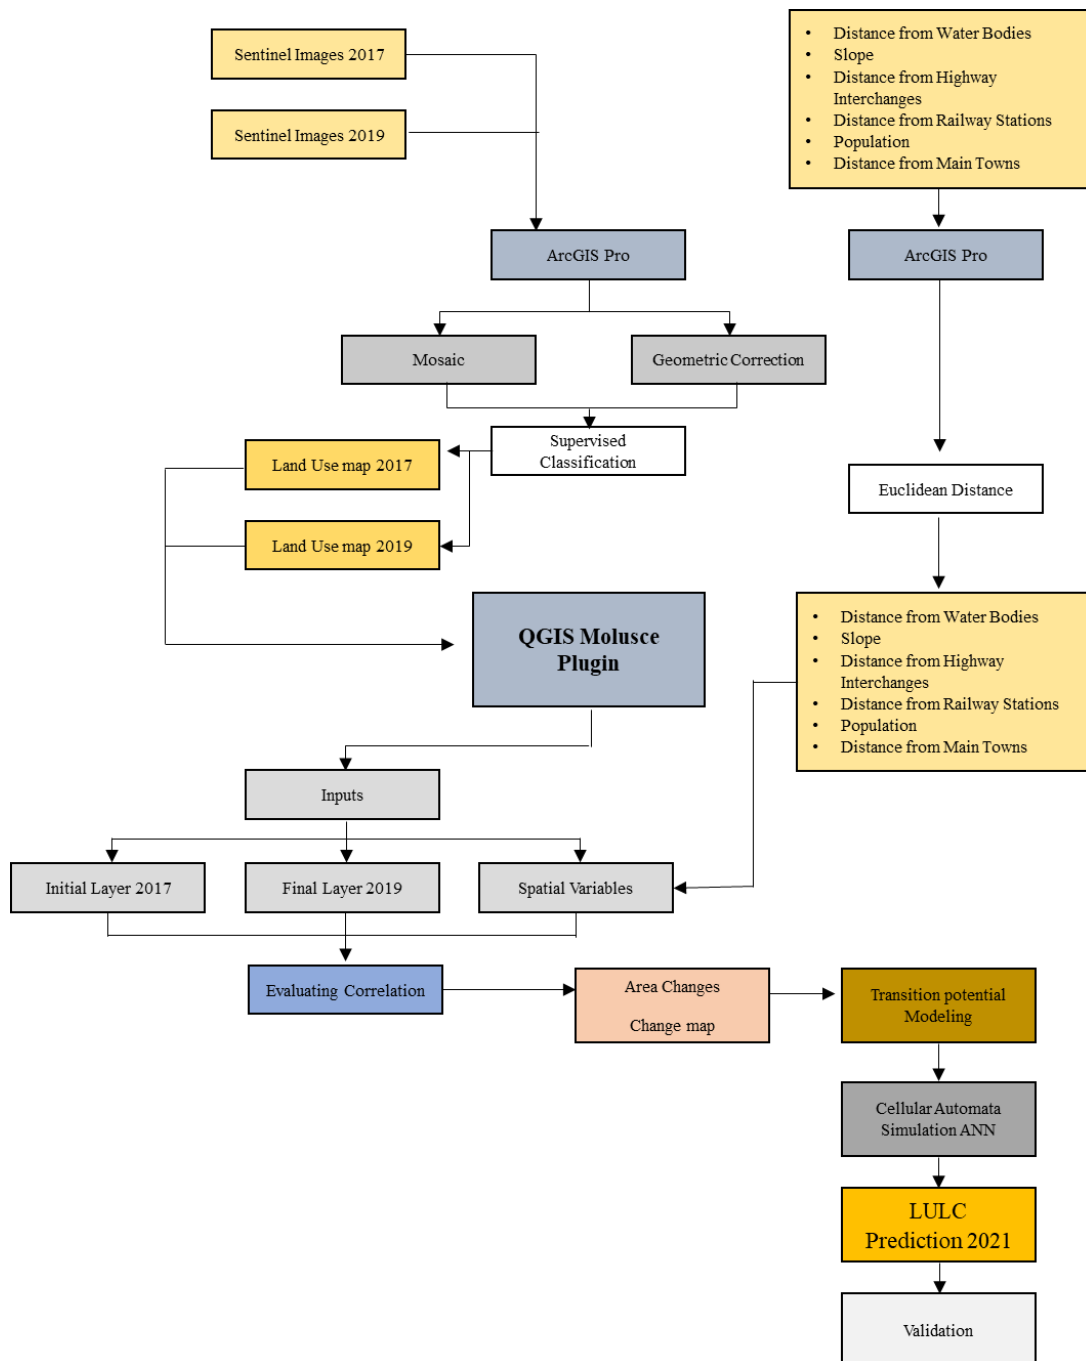 Sentinel Images 2017
Sentinel Images 2019
• Distance from Water Bodies
• Slope
• Distance from Highway
Interchanges
• Distance from Railway Stations
• Population
• Distance from Main Towns
ArcGIS Pro
ArcGIS Pro
Mosaic
Geometric Correction
Supervised
Classification
Land Use map 2017
Euclidean Distance
Land Use map 2019
QGIS Molusce
Plugin
• Distance from Water Bodies
• Slope
• Distance from Highway
Interchanges
• Distance from Railway Stations
• Population
• Distance from Main Towns
Inputs
Initial Layer 2017
Final Layer 2019
Spatial Variables
Evaluating Correlation
Area Changes
Change map
Transition potential
Modeling
Cellular Automata
Simulation ANN
LULC
Prediction 2021
Validation